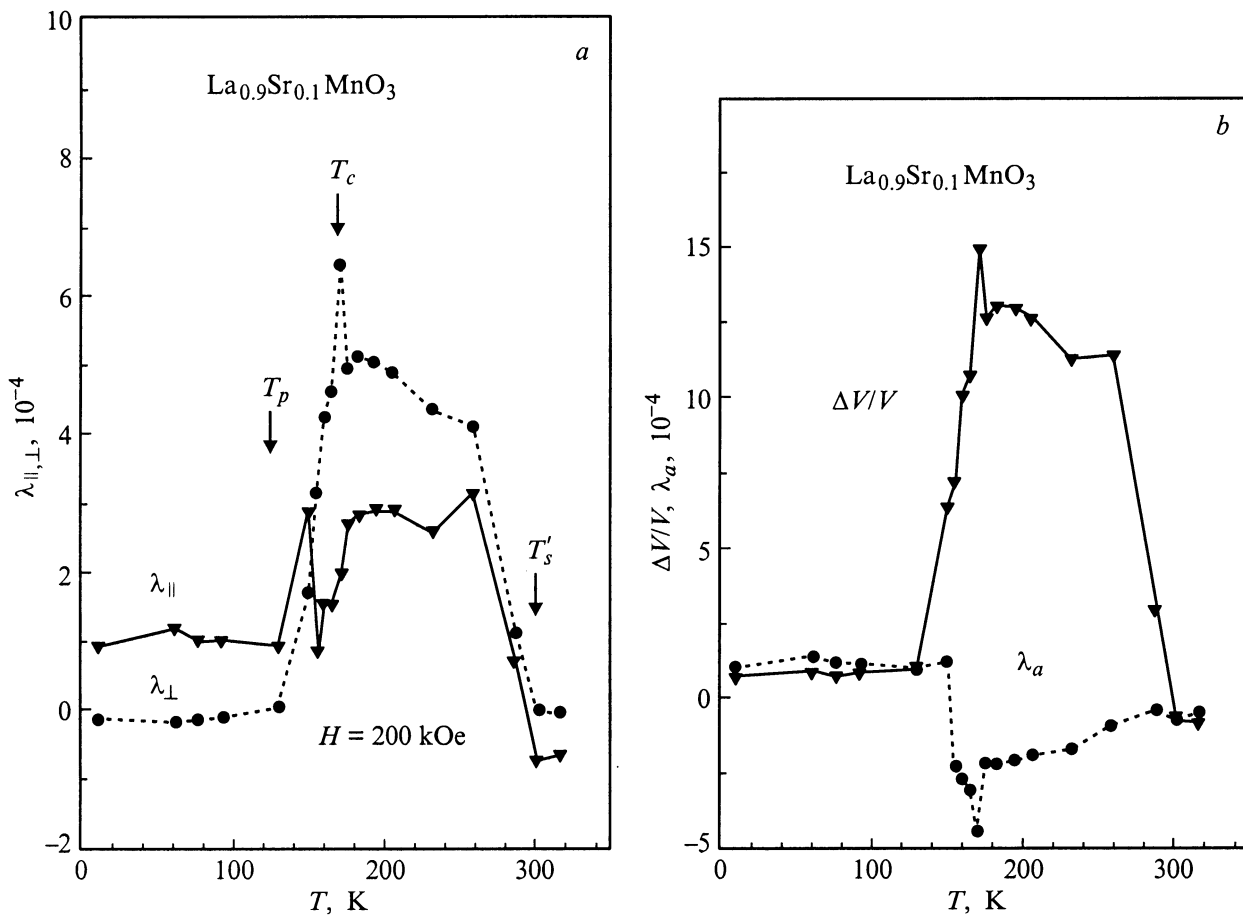 10
a
La0.9Sr0.1MnO3
8
Tc
6
Tp
4
λ∥,⊥, 10−4
T′s
2
λ∥
λ⊥
0
H = 200 kOe
−2
0 100 200 300
T, K
b
La0.9Sr0.1MnO3
15
10
ΔV/V
ΔV/V, λa, 10−4
5
λa
0
−5
0 100 200 300
T, K